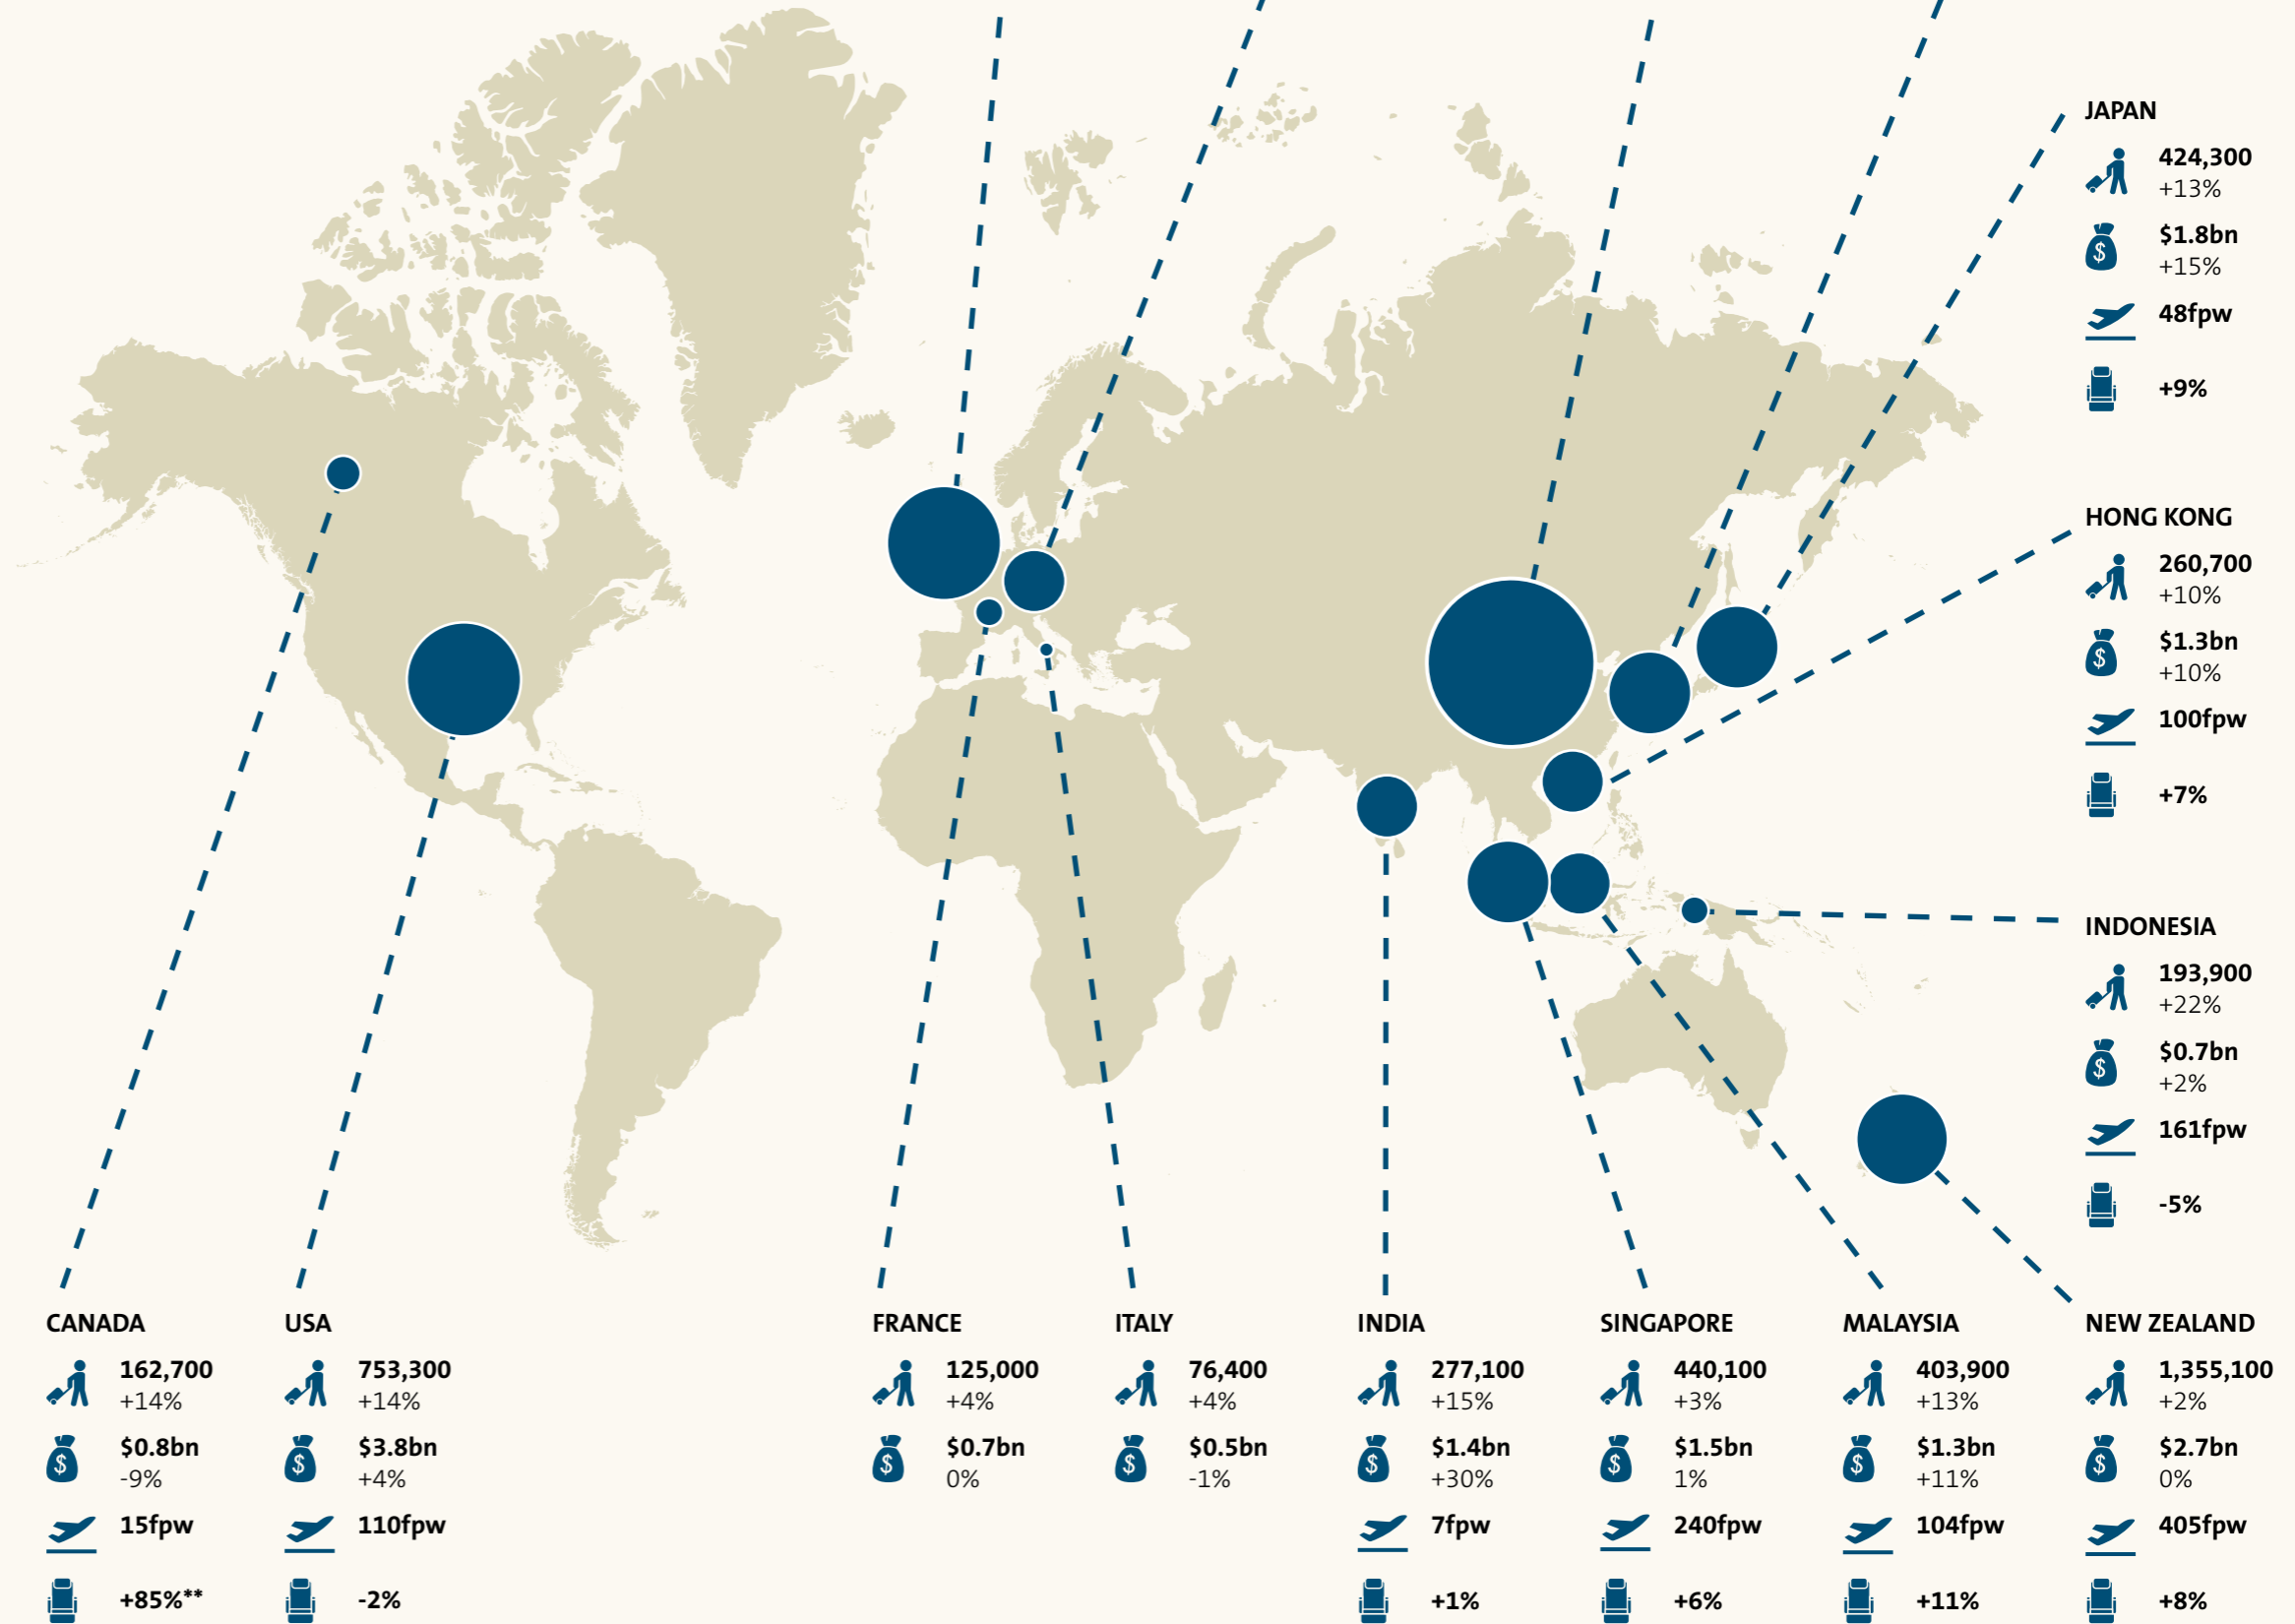 JAPAN
424,300
+13%
$1.8bn
+15%
48fpw
+9%
HONG KONG
260,700
+10%
$1.3bn
+10%
100fpw
+7%
INDONESIA
193,900
+22%
$0.7bn
+2%
161fpw
-5%
CANADA
162,700
+14%
$0.8bn
-9%
15fpw
+85%**
USA
753,300
+14%
$3.8bn
+4%
110fpw
-2%
FRANCE
125,000
+4%
$0.7bn
0%
ITALY
76,400
+4%
$0.5bn
-1%
INDIA
277,100
+15%
$1.4bn
+30%
7fpw
+1%
SINGAPORE
440,100
+3%
$1.5bn
1%
240fpw
+6%
MALAYSIA
403,900
+13%
$1.3bn
+11%
104fpw
+11%
NEW ZEALAND
1,355,100
+2%
$2.7bn
0%
405fpw
+8%